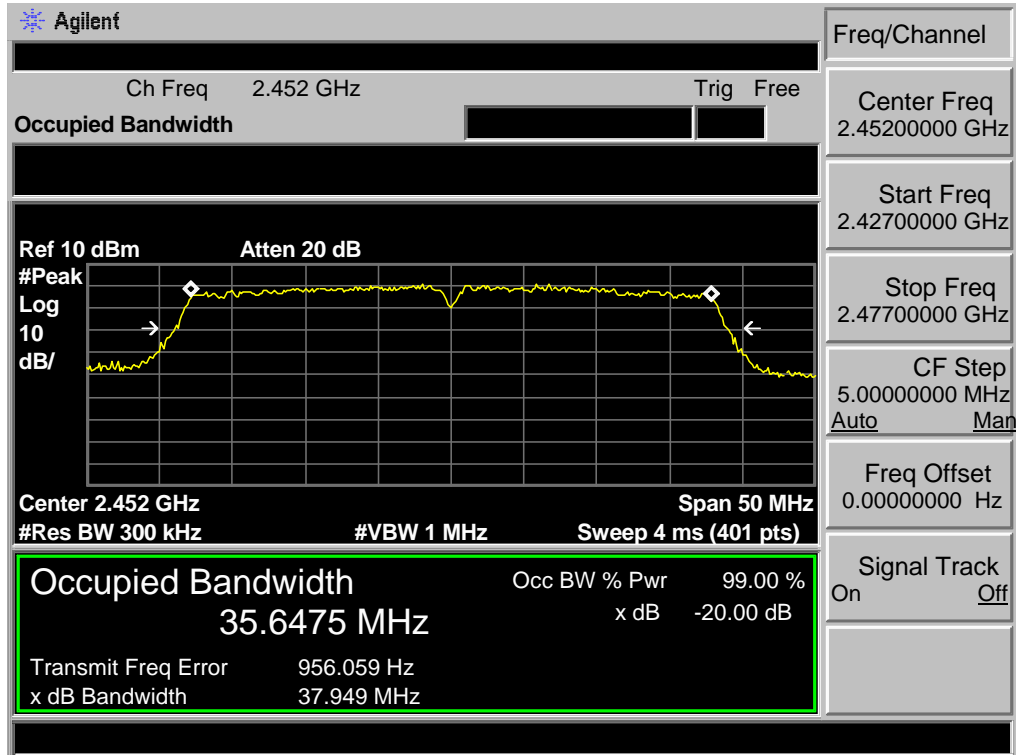 Agilent
Freq/Channel
Ch Freq 2.452 GHz Trig Free
Occupied Bandwidth
Center Freq
2.45200000 GHz
Start Freq
2.42700000 GHz
Stop Freq
2.47700000 GHz
CF Step
5.00000000 MHz
Auto Man
Freq Offset
0.00000000 Hz
Signal Track
On Off
Ref 10 dBm Atten 20 dB
#Peak
Log
10
dB/
Center 2.452 GHz Span 50 MHz
#Res BW 300 kHz #VBW 1 MHz Sweep 4 ms (401 pts)
Occupied Bandwidth
35.6475 MHz
Occ BW % Pwr 99.00 %
x dB -20.00 dB
Transmit Freq Error 956.059 Hz
x dB Bandwidth 37.949 MHz